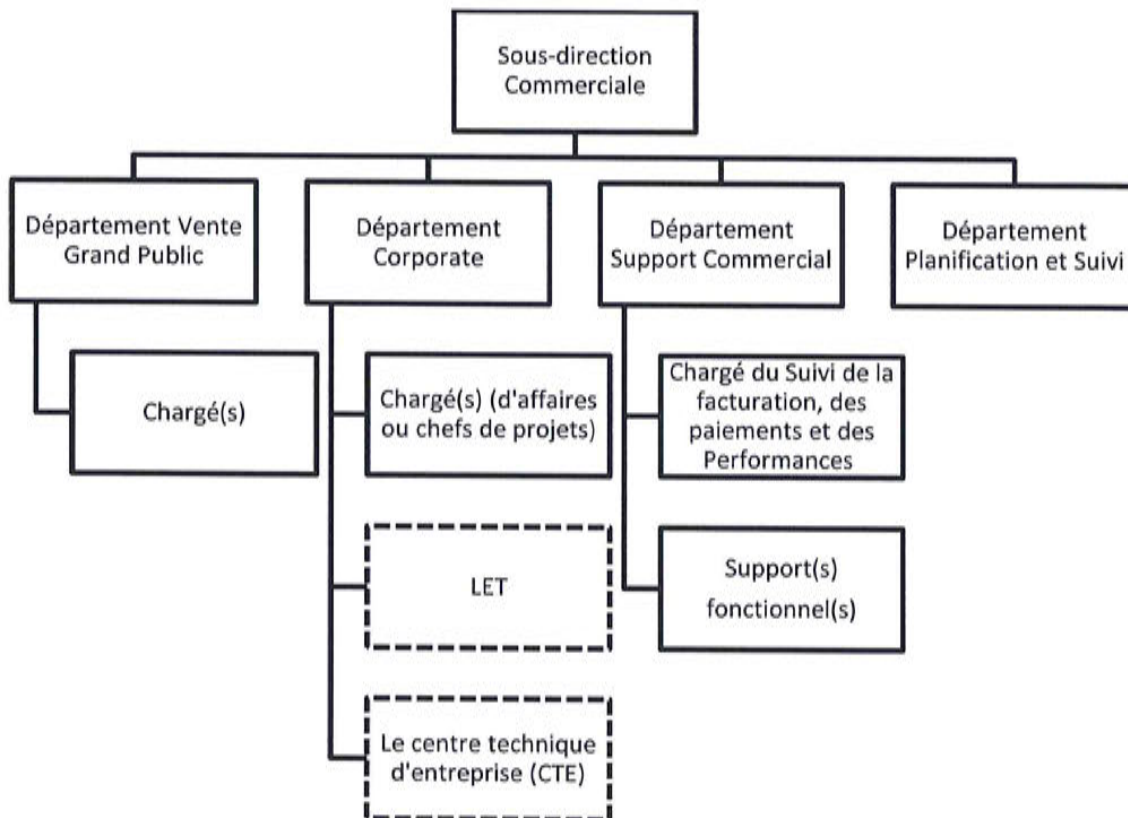 Sous-direction
Commerciale
Département Vente
Grand Public
Département
Corporate
Département
Support Commercial
Département
Planification et Suivi
Chargé(s)
Chargé(s) (d'affaires
ou chefs de projets)
Chargé du Suivi de la
facturation, des
paiements et des
Performances
LET
Support(s)
fonctionnel(s)
Le centre technique
d'entreprise (CTE)